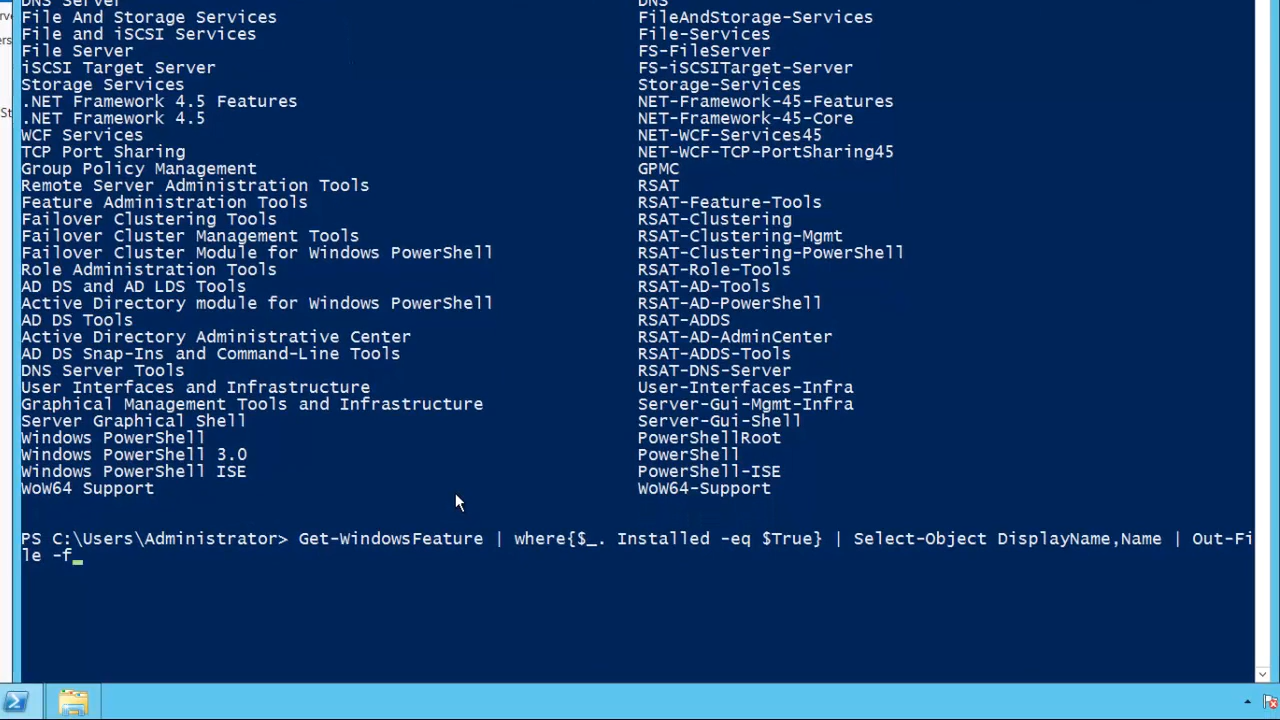 DNS Server DNS
File And Storage Services FileAndStorage-Services
File and iSCSI Services File-Services
File Server FS-FileServer
iSCSI Target Server FS-iSCSITarget-Server
Storage Services Storage-Services
.NET Framework 4.5 Features NET-Framework-45-Features
.NET Framework 4.5 NET-Framework-45-Core
WCF Services NET-WCF-Services45
TCP Port Sharing NET-WCF-TCP-PortSharing45
Group Policy Management GPMC
Remote Server Administration Tools RSAT
Feature Administration Tools RSAT-Feature-Tools
Failover Clustering Tools RSAT-Clustering
Failover Cluster Management Tools RSAT-Clustering-Mgmt
Failover Cluster Module for Windows PowerShell RSAT-Clustering-PowerShell
Role Administration Tools RSAT-Role-Tools
AD DS and AD LDS Tools RSAT-AD-Tools
Active Directory module for Windows PowerShell RSAT-AD-PowerShell
AD DS Tools RSAT-ADDS
Active Directory Administrative Center RSAT-AD-AdminCenter
AD DS Snap-Ins and Command-Line Tools RSAT-ADDS-Tools
DNS Server Tools RSAT-DNS-Server
User Interfaces and Infrastructure User-Interfaces-Infra
Graphical Management Tools and Infrastructure Server-Gui-Mgmt-Infra
Server Graphical Shell Server-Gui-Shell
Windows PowerShell PowerShellRoot
Windows PowerShell 3.0 PowerShell
Windows PowerShell ISE PowerShell-ISE
WoW64 Support WoW64-Support
PS C:\Users\Administrator> Get-WindowsFeature | where{$_. Installed -eq $True} | Select-Object DisplayName,Name | Out-Fi
le -f